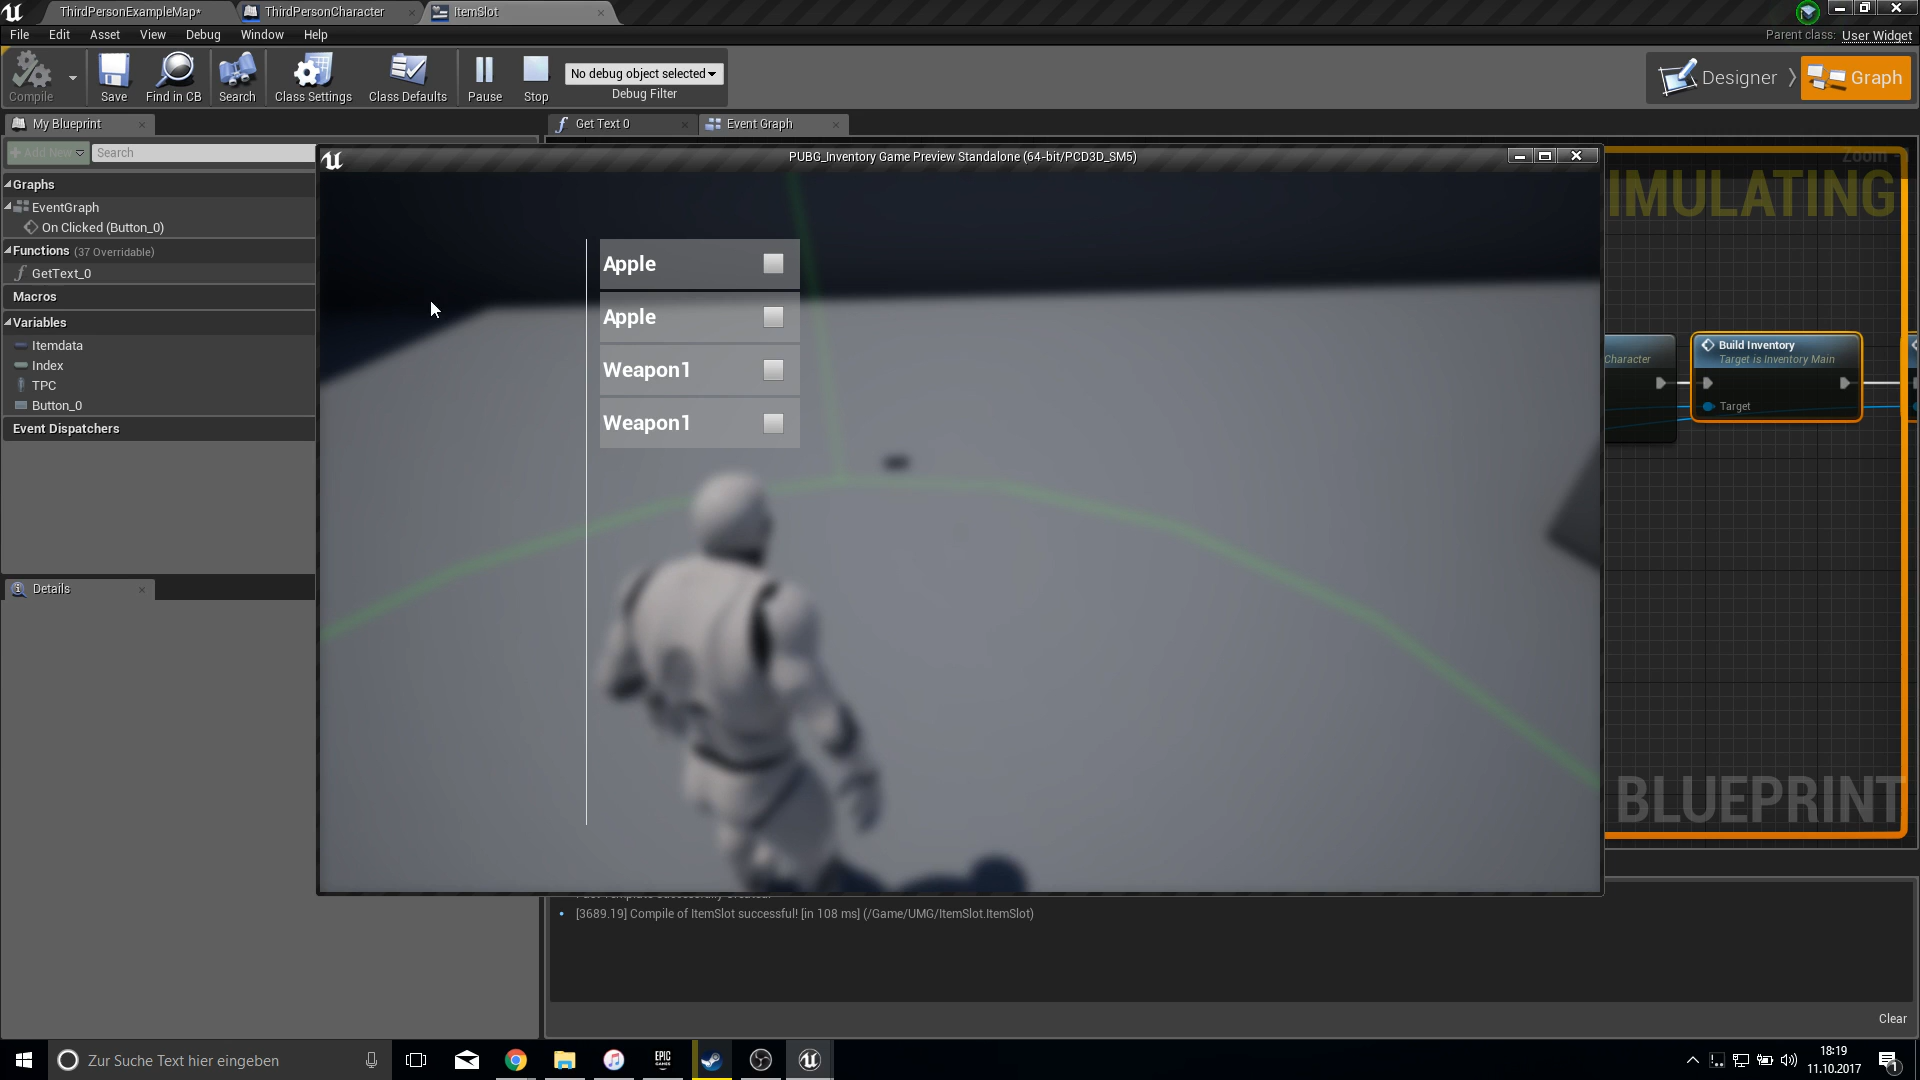 ThirdPersonExampleMap*
ThirdPersonCharacter
ItemSlot
File Edit Asset View Debug Window Help
Parent class: User Widget
Compile
Save
Find in CB
Search
Class Settings
Class Defaults
Pause
Stop
No debug object selected
Debug Filter
Designer
Graph
My Blueprint
Get Text 0
Event Graph
Add New
Search
PUBG_Inventory Game Preview Standalone (64-bit/PCD3D_SM5)
Zoom
Graphs
EventGraph
On Clicked (Button_0)
Functions (37 Overridable)
GetText_0
Macros
Variables
Itemdata
Index
TPC
Button_0
Event Dispatchers
Apple
Apple
Weapon1
Weapon1
IMULATING
Character
Build Inventory
Target is Inventory Main
Target
BLUEPRINT
Details
[3689.19] Compile of ItemSlot successful! [in 108 ms] (/Game/UMG/ItemSlot.ItemSlot)
Clear
Zur Suche Text hier eingeben
EPIC
GAMES
18:19
11.10.2017
1